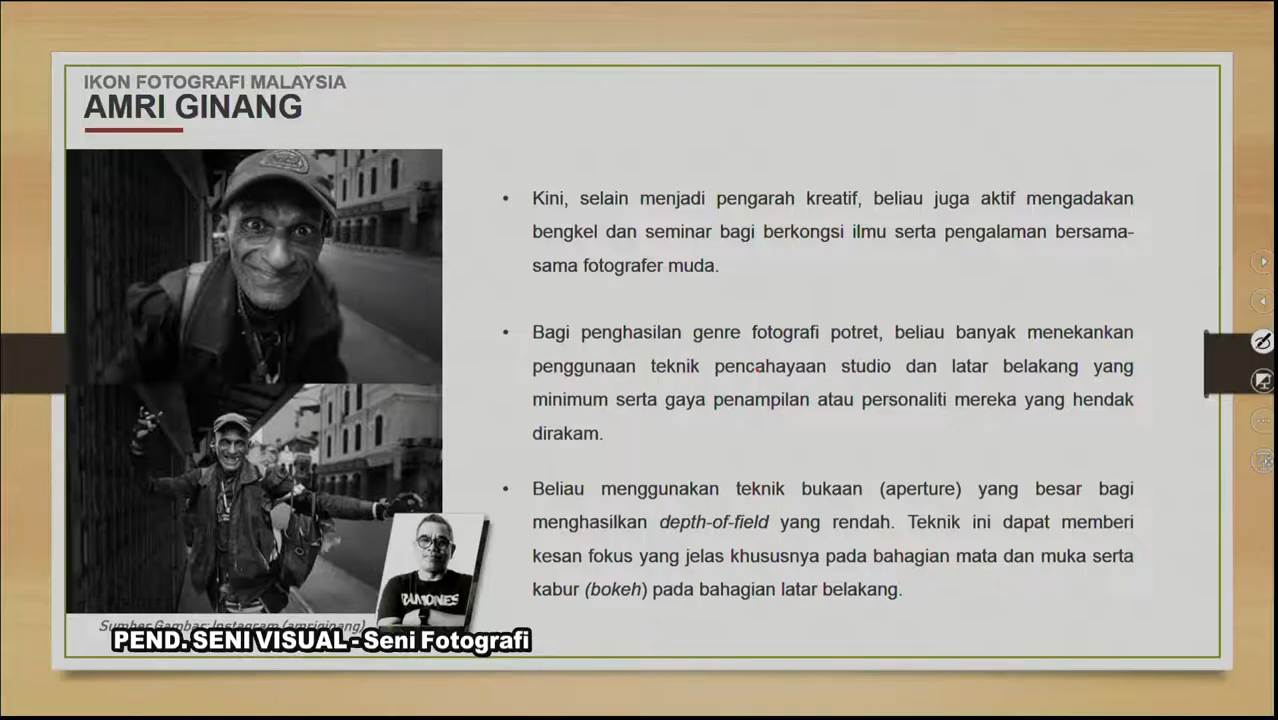 IKON FOTOGRAFI MALAYSIA
AMRI GINANG
• Kini, selain menjadi pengarah kreatif, beliau juga aktif mengadakan
bengkel dan seminar bagi berkongsi ilmu serta pengalaman bersama-
sama fotografer muda.
• Bagi penghasilan genre fotografi potret, beliau banyak menekankan
penggunaan teknik pencahayaan studio dan latar belakang yang
minimum serta gaya penampilan atau personaliti mereka yang hendak
dirakam.
• Beliau menggunakan teknik bukaan (aperture) yang besar bagi
menghasilkan depth-of-field yang rendah. Teknik ini dapat memberi
kesan fokus yang jelas khususnya pada bahagian mata dan muka serta
kabur (bokeh) pada bahagian latar belakang.
RAMONES
Sumber Gambar: Instagram (amriginang)
PEND. SENI VISUAL - Seni Fotografi